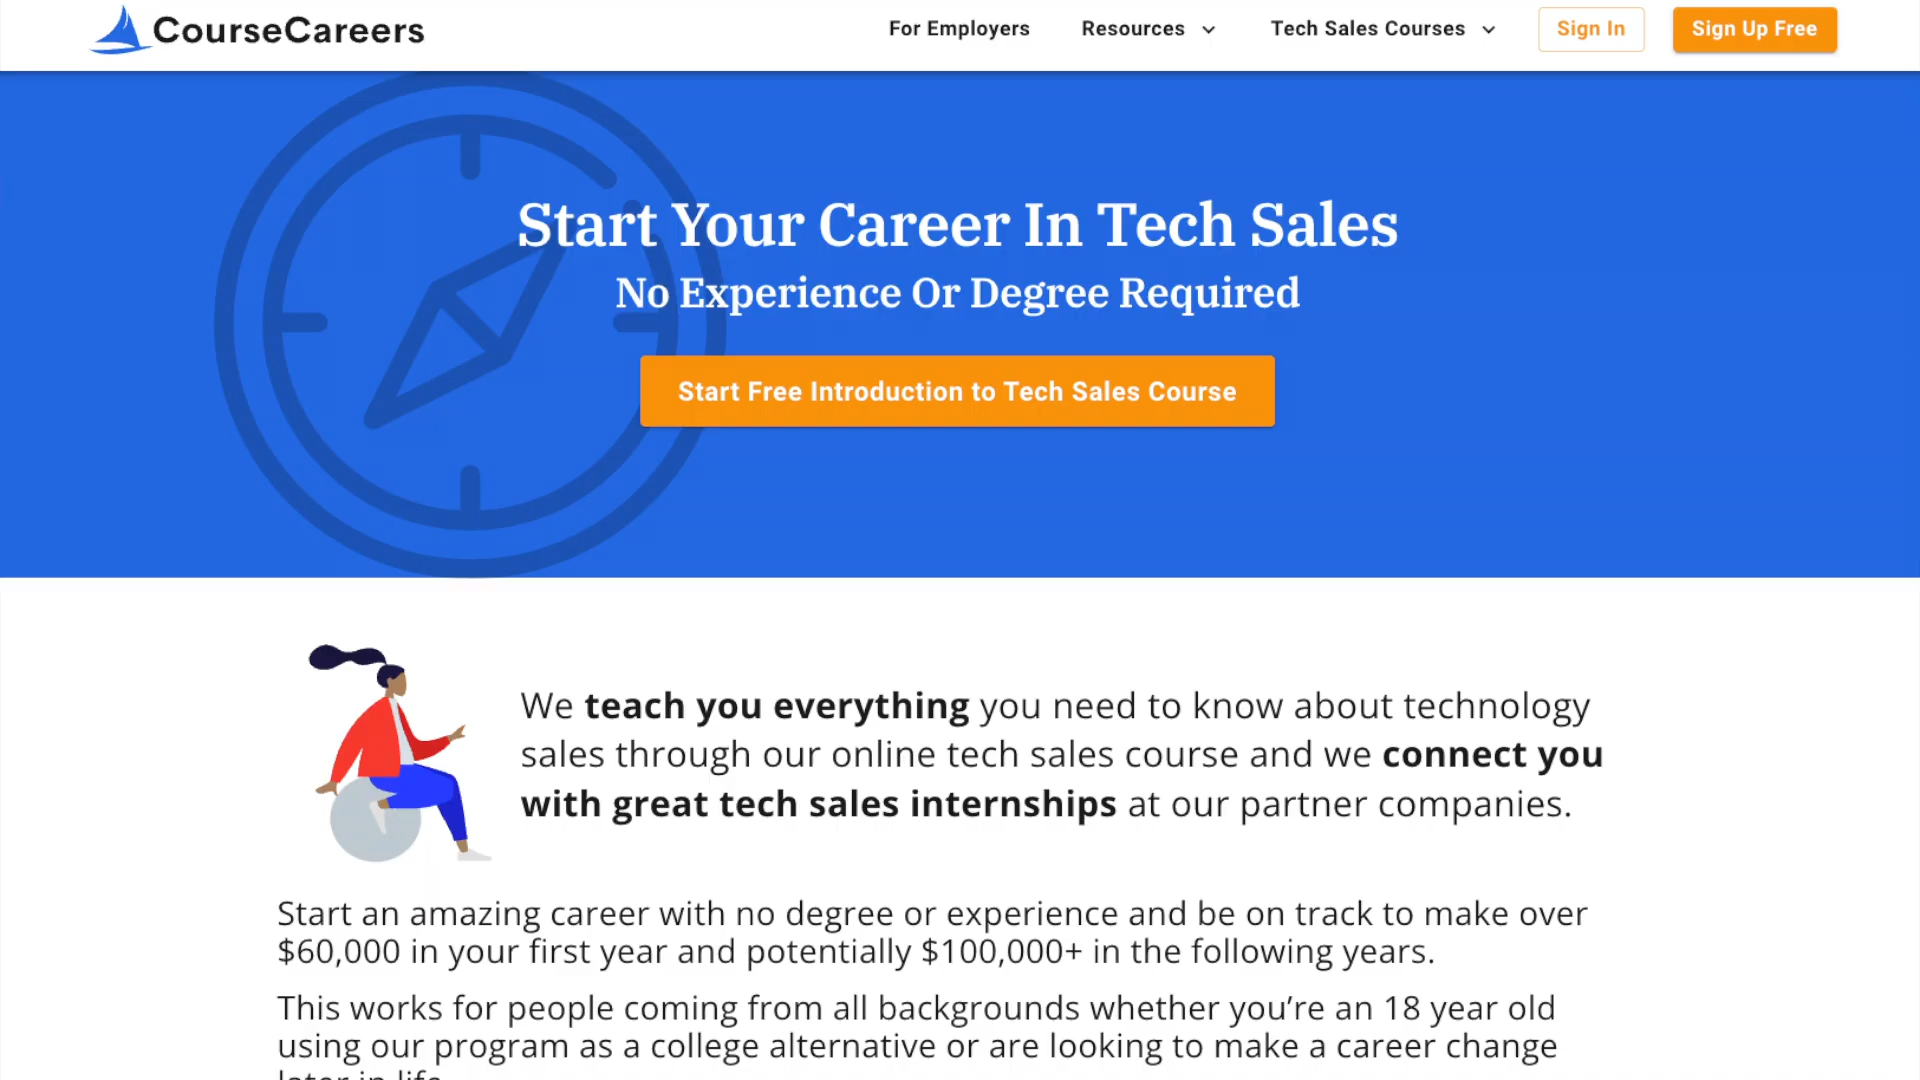 CourseCareers
For Employers
Resources
Tech Sales Courses
Sign In
Sign Up Free
Start Your Career In Tech Sales
No Experience Or Degree Required
Start Free Introduction to Tech Sales Course
We teach you everything you need to know about technology
sales through our online tech sales course and we connect you
with great tech sales internships at our partner companies.
Start an amazing career with no degree or experience and be on track to make over
$60,000 in your first year and potentially $100,000+ in the following years.
This works for people coming from all backgrounds whether you’re an 18 year old
using our program as a college alternative or are looking to make a career change
later in life